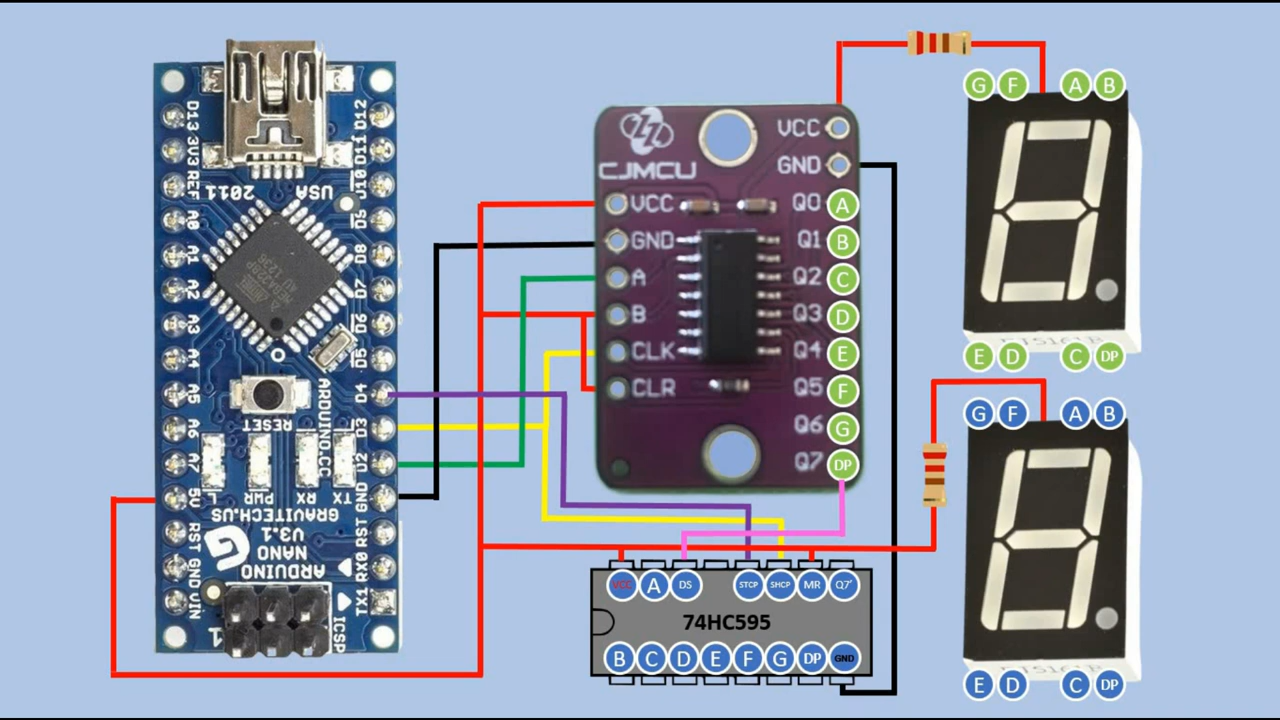 D13
3V3
REF
A0
A1
A2
A3
A4
A5
A6
A7
5V
RST
GND
VIN
D12
D11
D10
D9
D8
D7
D6
D5
D4
D3
D2
GND
RST
RX0
TX1
2011
USA
RESET
ARDUINO.CC
L
PWR
RX
TX
GRAVITECH.US
V3.1
NANO
ARDUINO
G
1
ICSP
CJMCU
VCC
GND
A
B
CLK
CLR
VCC
GND
Q0 A
Q1 B
Q2 C
Q3 D
Q4 E
Q5 F
Q6 G
Q7 DP
G F A B
E D C DP
G F A B
E D C DP
VCC A DS STCP SHCP MR Q7'
74HC595
B C D E F G DP GND